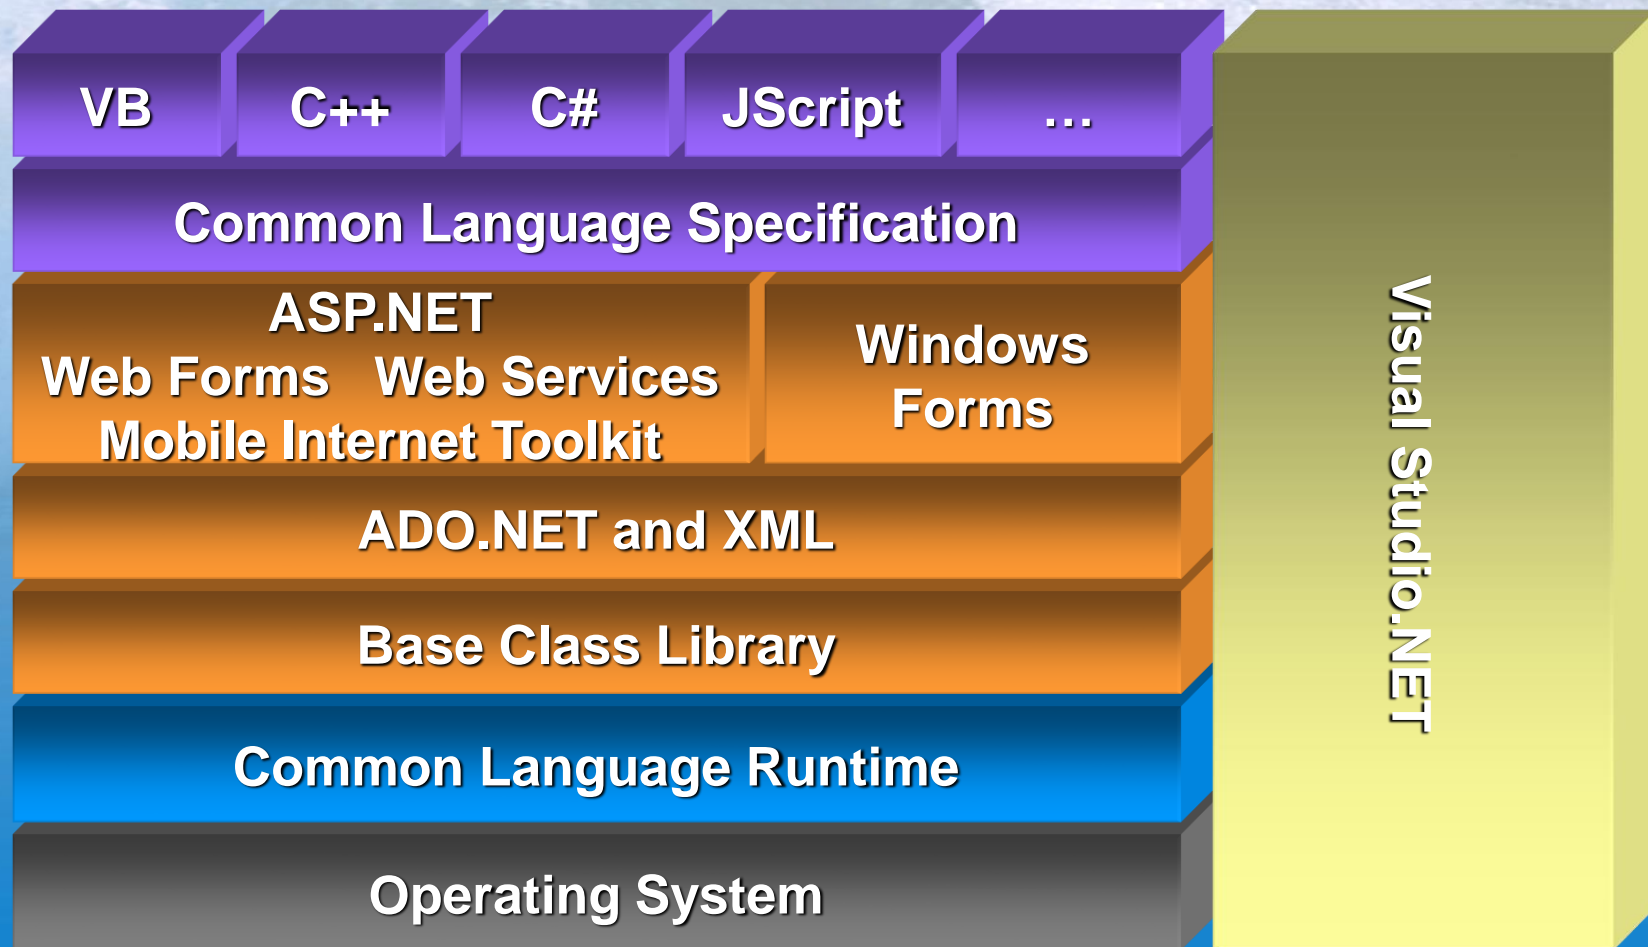 VB
C++
C#
JScript
...
Common Language Specification
ASP.NET
Web Forms Web Services
Mobile Internet Toolkit
Windows
Forms
ADO.NET and XML
Base Class Library
Common Language Runtime
Operating System
Visual Studio.NET